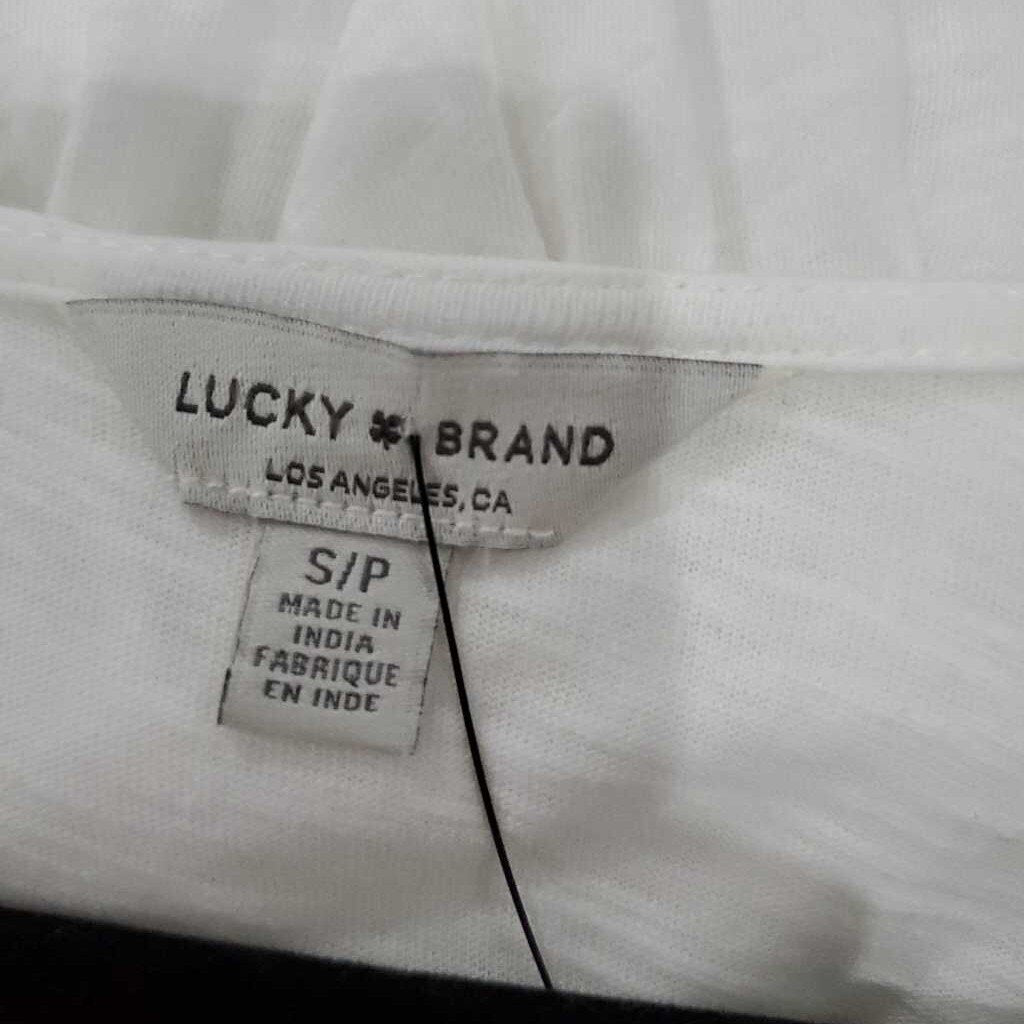 LUCKY BRAND
LOS ANGELES, CA
S/P
MADE IN
INDIA
FABRIQUE
EN INDE